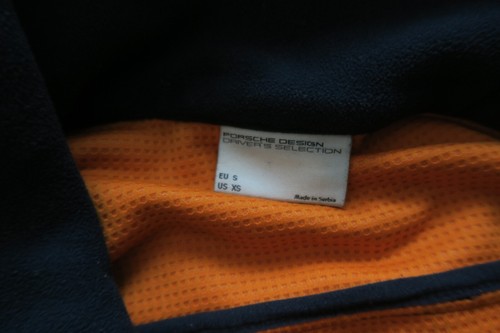 PORSCHE DESIGN
DRIVER'S SELECTION
EU S
US XS
Made in Serbia